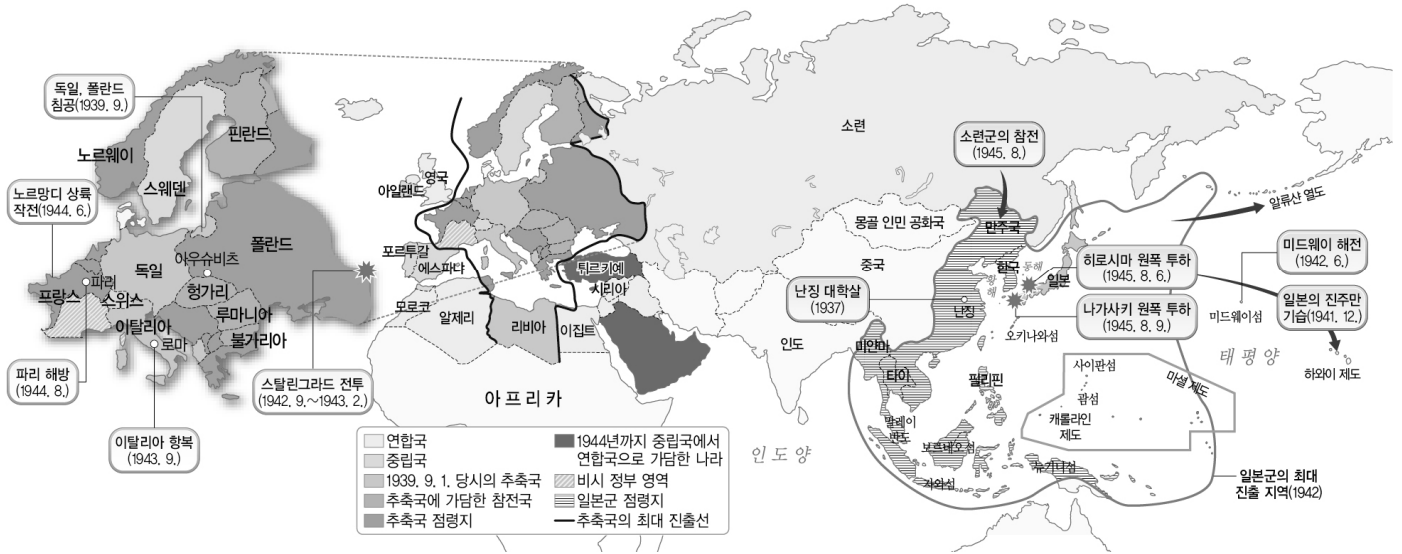 독일, 폴란드
침공(1939. 9.)
노르웨이
핀란드
스웨덴
노르망디 상륙
작전(1944. 6.)
폴란드
아우슈비츠
독일
파리
프랑스
스위스
헝가리
루마니아
이탈리아
로마
불가리아
파리 해방
(1944. 8.)
이탈리아 항복
(1943. 9.)
스탈린그라드 전투
(1942. 9.~1943. 2.)
영국
아일랜드
포르투갈
에스파냐
모로코
알제리
리비아
이집트
튀르키예
시리아
아프리카
소련
소련군의 참전
(1945. 8.)
몽골 인민 공화국
만주국
중국
한국
동해
황해
일본
난징 대학살
(1937)
난징
히로시마 원폭 투하
(1945. 8. 6.)
나가사키 원폭 투하
(1945. 8. 9.)
오키나와섬
알류샨 열도
미드웨이 해전
(1942. 6.)
미드웨이섬
일본의 진주만
기습(1941. 12.)
하와이 제도
태평양
인도
미얀마
타이
필리핀
말레이
반도
보르네오섬
자와섬
뉴기니섬
사이판섬
괌섬
캐롤라인
제도
마셜 제도
인도양
일본군의 최대
진출 지역(1942)
연합국
중립국
1939. 9. 1. 당시의 추축국
추축국에 가담한 참전국
추축국 점령지
1944년까지 중립국에서
연합국으로 가담한 나라
비시 정부 영역
일본군 점령지
추축국의 최대 진출선